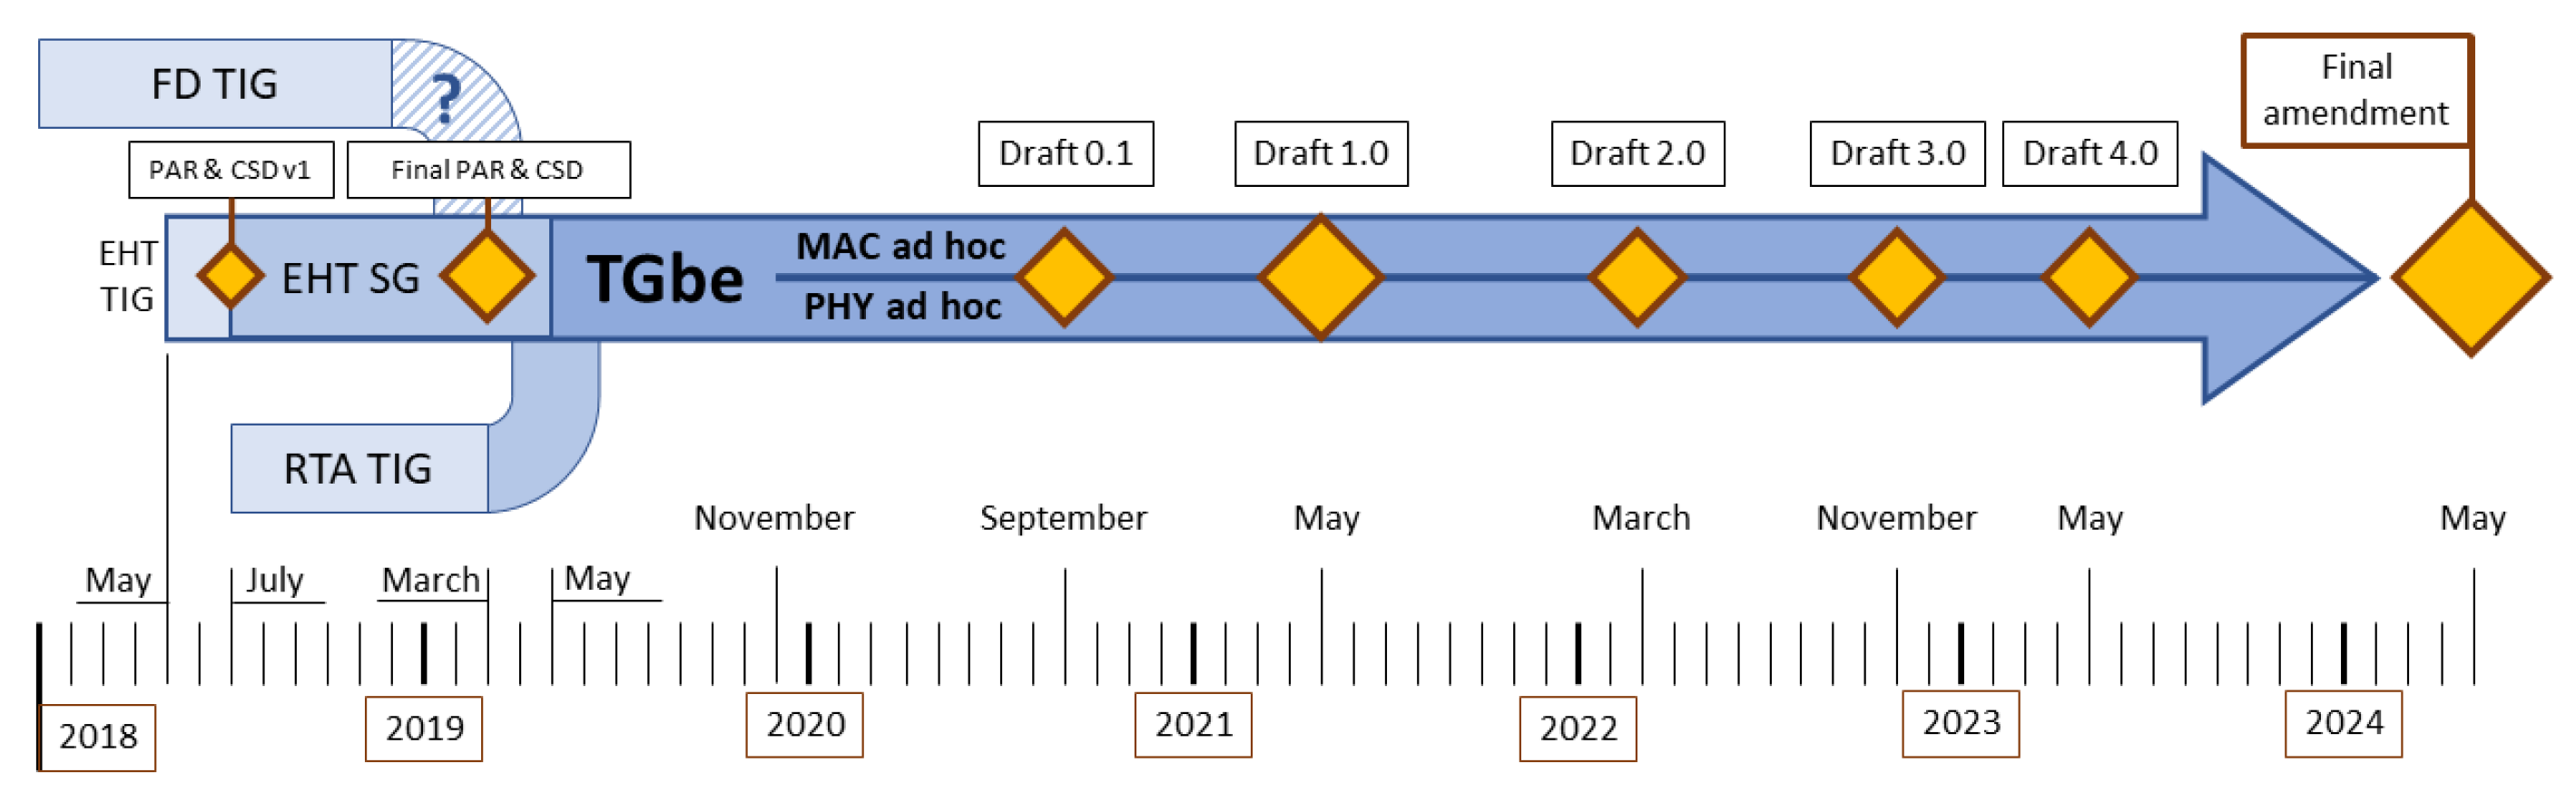 FD TIG
?
Final
amendment
Draft 0.1
Draft 1.0
Draft 2.0
Draft 3.0
Draft 4.0
PAR & CSD v1
Final PAR & CSD
EHT
TIG
EHT SG
TGbe
MAC ad hoc
PHY ad hoc
RTA TIG
November
September
May
March
November
May
May
May
July
March
May
2018
2019
2020
2021
2022
2023
2024